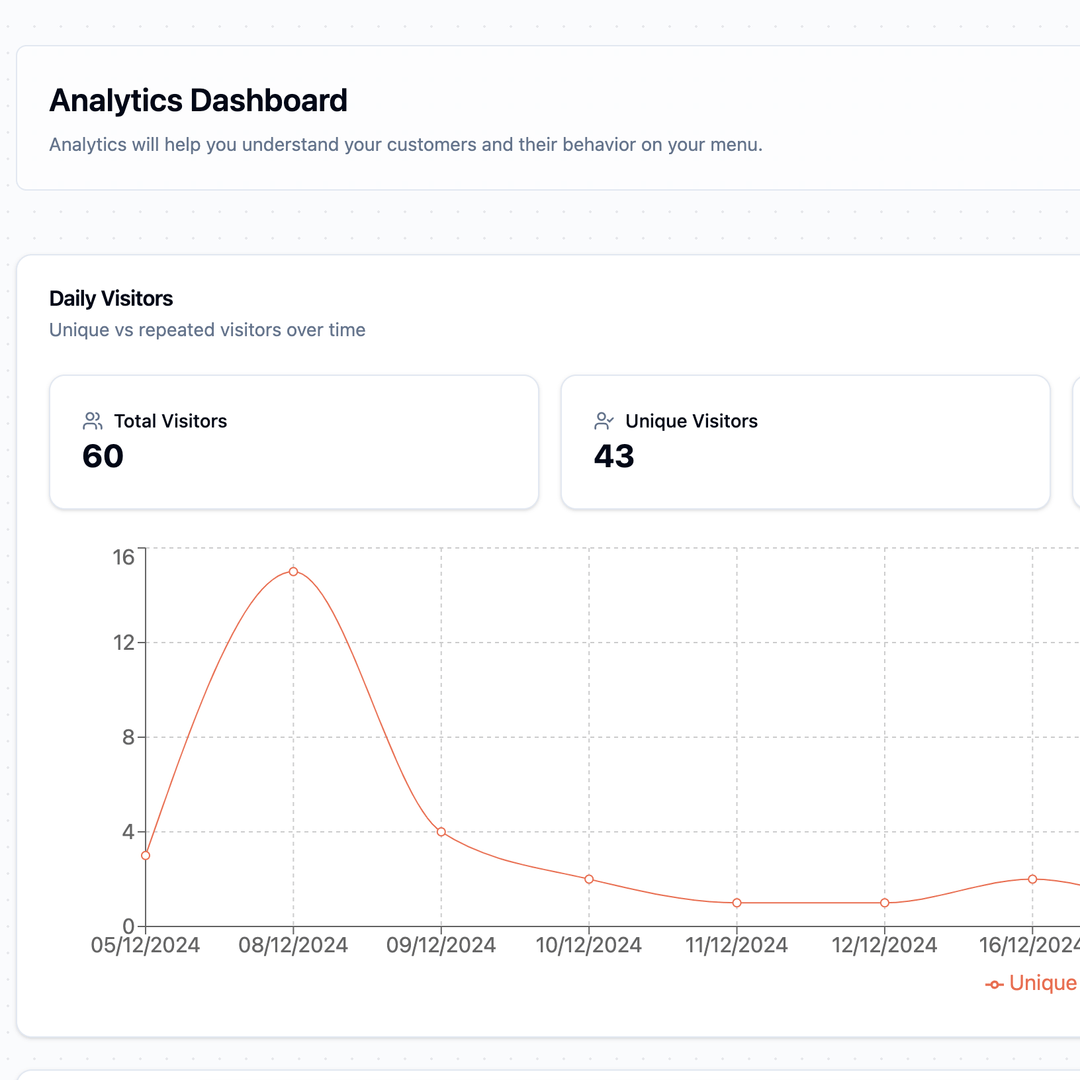 Analytics Dashboard
Analytics will help you understand your customers and their behavior on your menu.
Daily Visitors
Unique vs repeated visitors over time
Total Visitors
60
Unique Visitors
43
16
12
8
4
0
05/12/2024 08/12/2024 09/12/2024 10/12/2024 11/12/2024 12/12/2024 16/12/2024
Unique